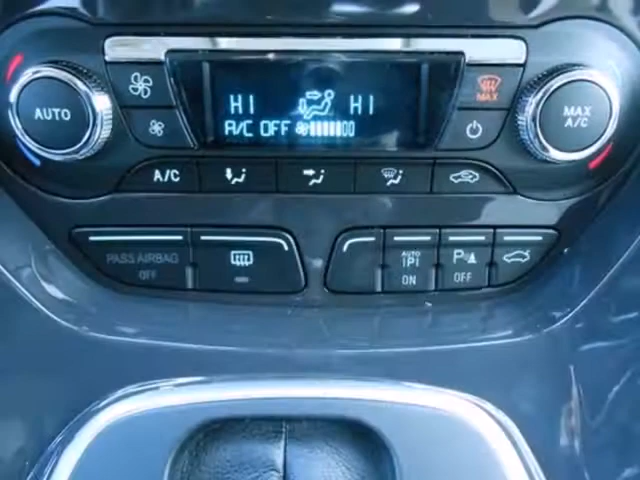 AUTO
HI HI
A/C OFF
MAX
MAX
A/C
A/C
PASS AIRBAG
OFF
AUTO
P
ON
P
OFF